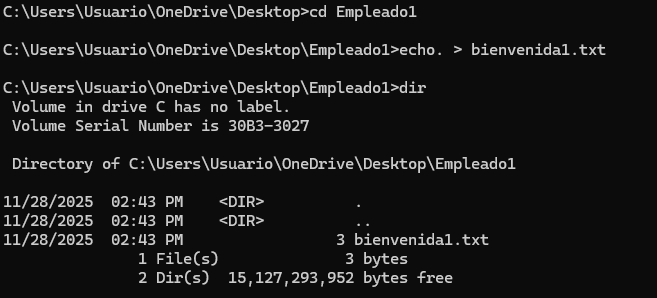 C:\Users\Usuario\OneDrive\Desktop>cd Empleado1
C:\Users\Usuario\OneDrive\Desktop\Empleado1>echo. > bienvenida1.txt
C:\Users\Usuario\OneDrive\Desktop\Empleado1>dir
 Volume in drive C has no label.
 Volume Serial Number is 30B3-3027
 Directory of C:\Users\Usuario\OneDrive\Desktop\Empleado1
11/28/2025  02:43 PM    <DIR>          .
11/28/2025  02:43 PM    <DIR>          ..
11/28/2025  02:43 PM                 3 bienvenida1.txt
               1 File(s)              3 bytes
               2 Dir(s)  15,127,293,952 bytes free